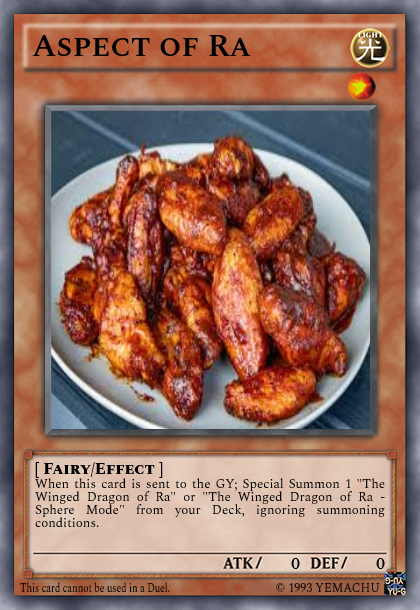 Aspect of Ra
LIGHT
光
[ Fairy/Effect ]
When this card is sent to the GY; Special Summon 1 "The
Winged Dragon of Ra" or "The Winged Dragon of Ra -
Sphere Mode" from your Deck, ignoring summoning
conditions.
ATK/ 0 DEF/ 0
This card cannot be used in a Duel.
© 1993 YEMACHU